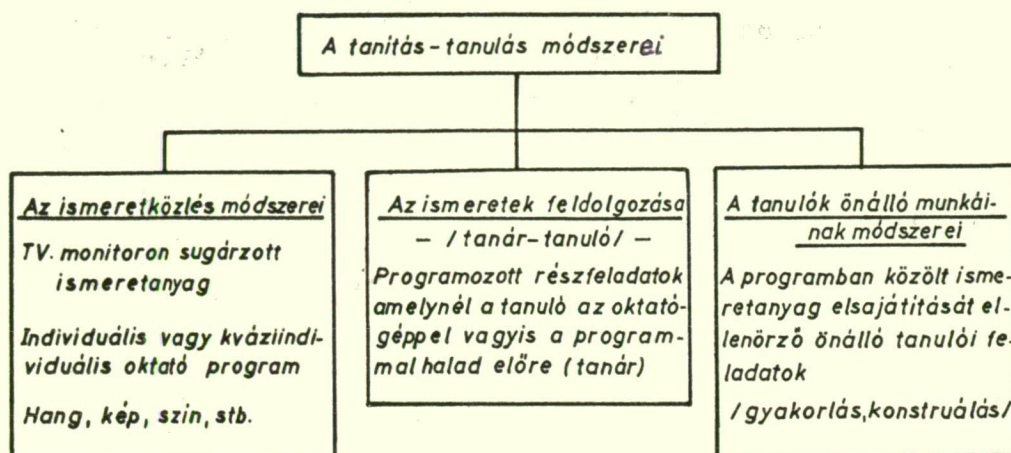 A tanítás-tanulás módszerei
Az ismeretközlés módszerei
TV. monitoron sugárzott
ismeretanyag
Individuális vagy kváziindi-
viduális oktató program
Hang, kép, szin, stb.
Az ismeretek feldolgozása
- /tanár-tanuló/ -
Programozott részfeladatok
amelynél a tanuló az oktató-
géppel vagyis a program-
mal halad előre (tanár)
A tanulók önálló munkái-
nak módszerei
A programban közölt isme-
retanyag elsajátítását el-
lenörző önálló tanulói fe-
ladatok
/gyakorlás, konstruálás/